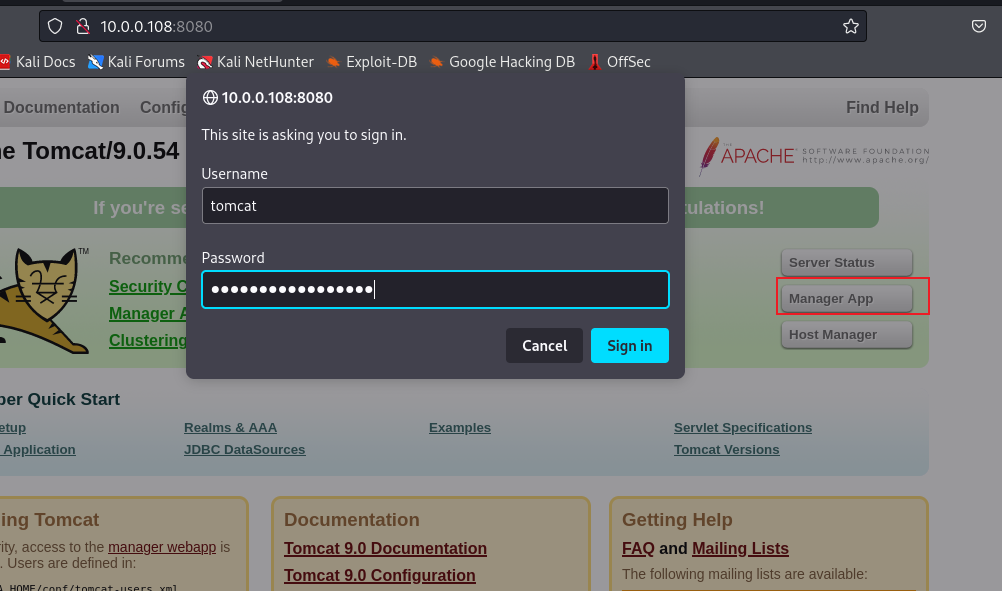 10.0.0.108:8080
Kali Docs Kali Forums Kali NetHunter Exploit-DB Google Hacking DB OffSec
10.0.0.108:8080
This site is asking you to sign in.
Username
tomcat
Password
•••••••••••••••••
Cancel Sign in
Documentation Config Find Help
e Tomcat/9.0.54
THE APACHE SOFTWARE FOUNDATION
http://www.apache.org/
If you're se ulations!
TM
Recomme
Security C
Manager A
Clustering
Server Status
Manager App
Host Manager
per Quick Start
etup Realms & AAA Examples Servlet Specifications
Application JDBC DataSources Tomcat Versions
ing Tomcat
rity, access to the manager webapp is
. Users are defined in:
A_HOME/conf/tomcat-users.xml
Documentation
Tomcat 9.0 Documentation
Tomcat 9.0 Configuration
Getting Help
FAQ and Mailing Lists
The following mailing lists are available: